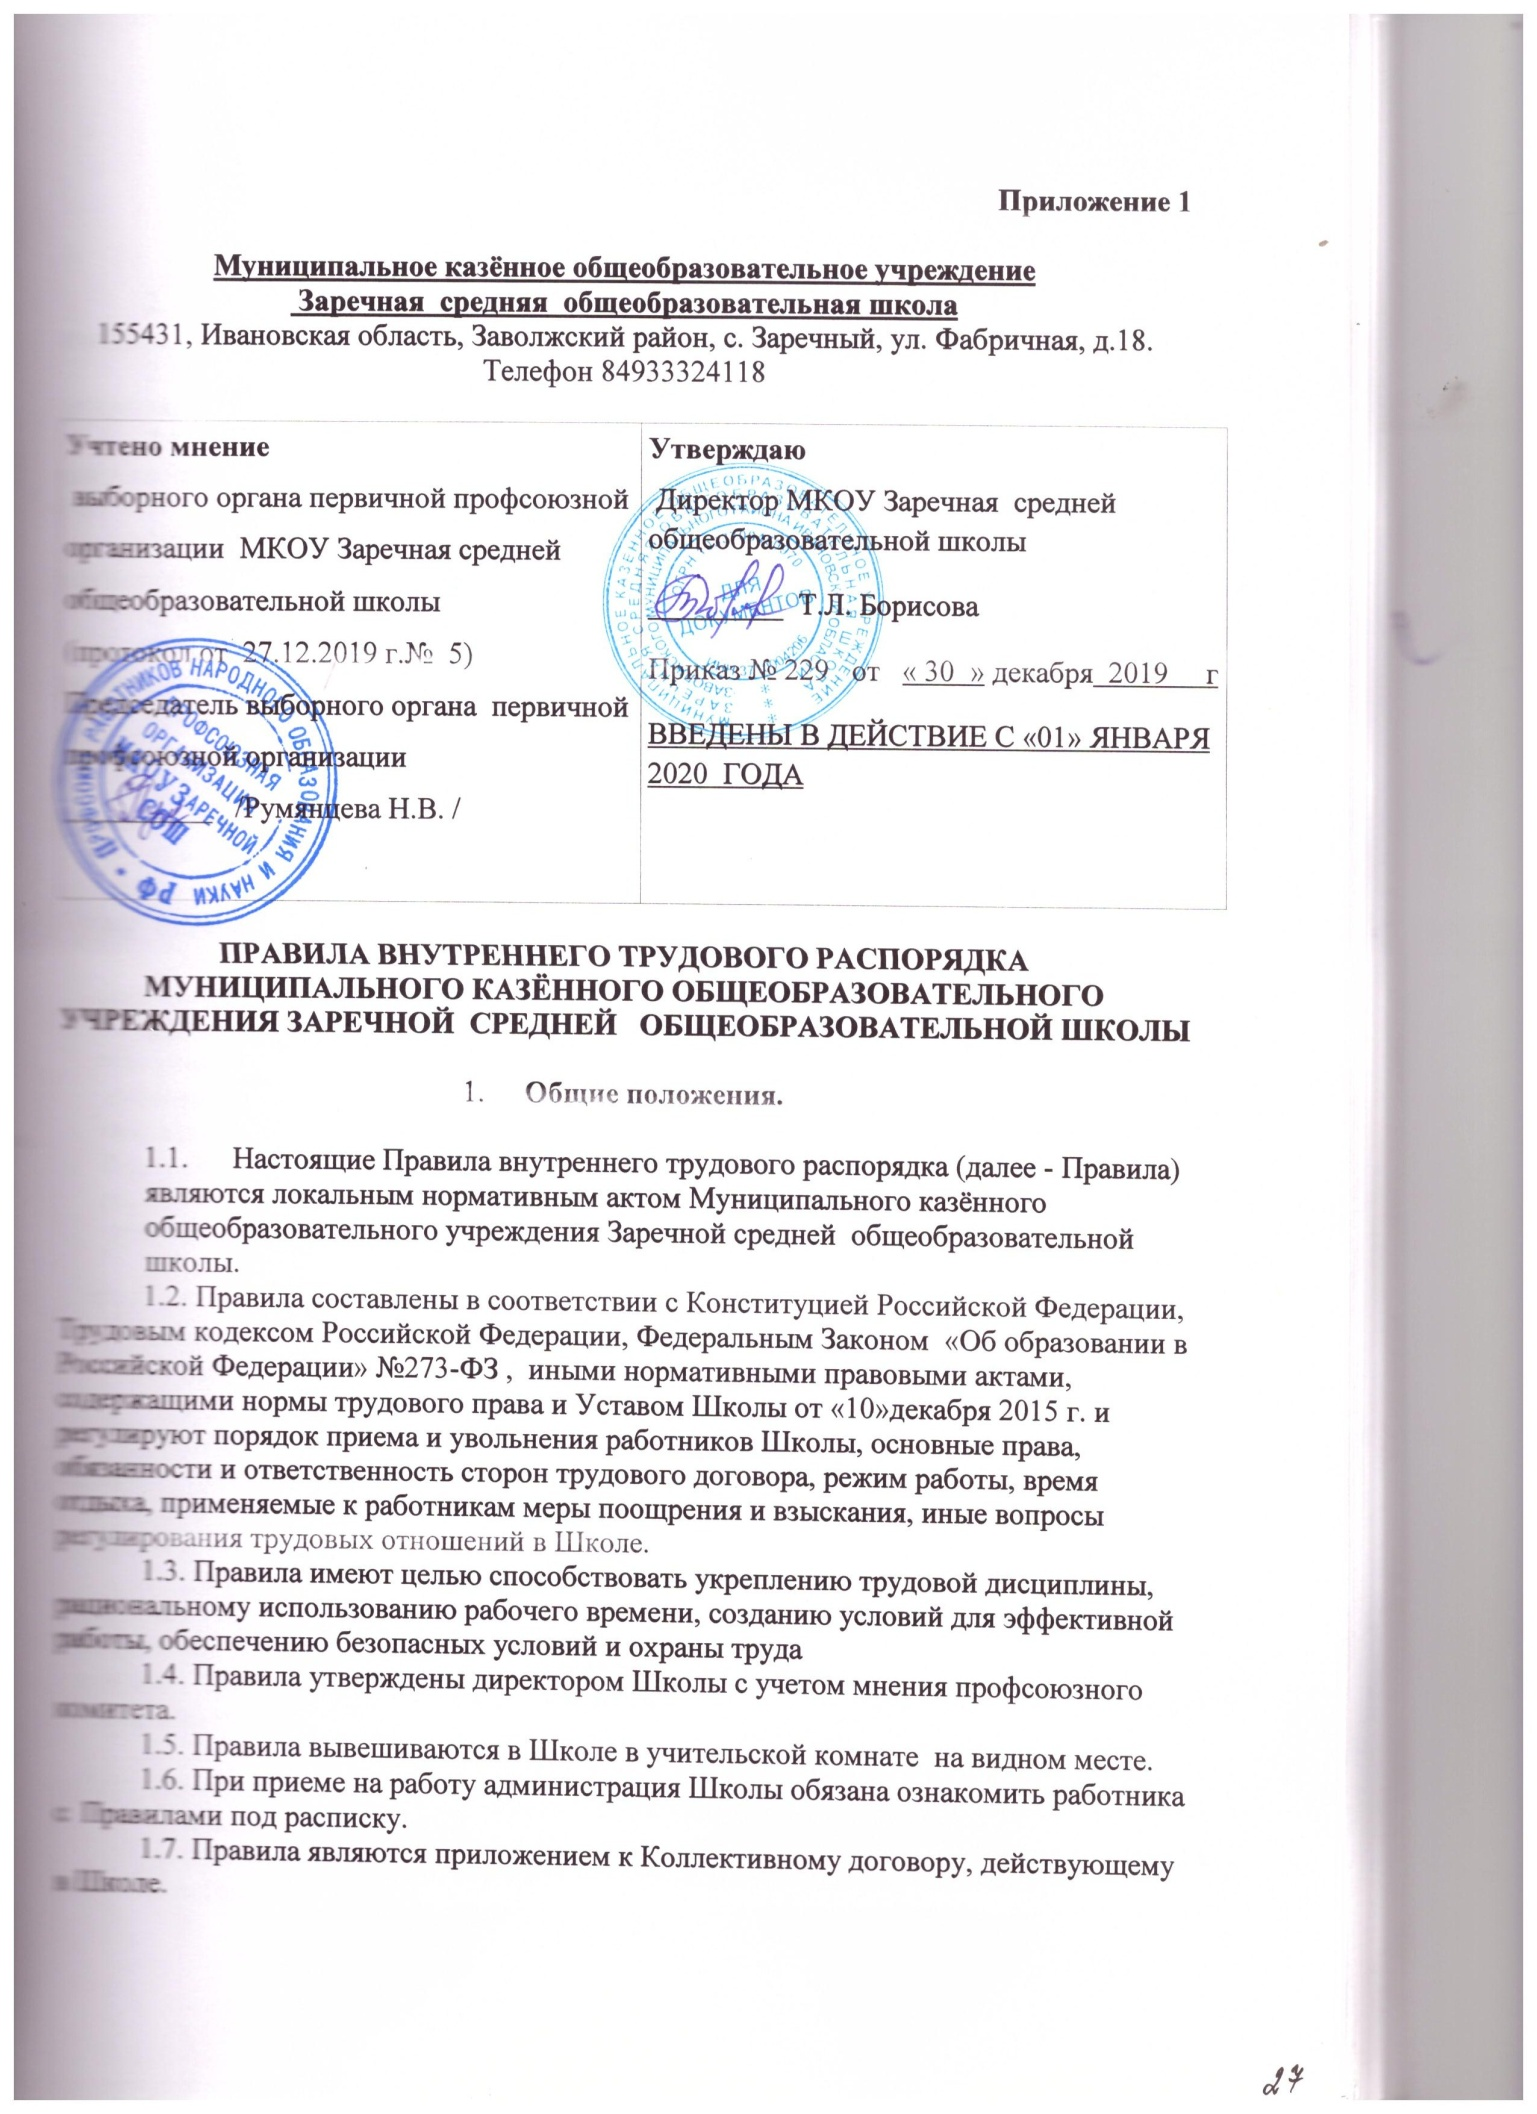 Приложение 1
Муниципальное казённое общеобразовательное учреждение
Заречная средняя общеобразовательная школа
155431, Ивановская область, Заволжский район, с. Заречный, ул. Фабричная, д.18.
Телефон 84933324118
Учтено мнение
выборного органа первичной профсоюзной
организации МКОУ Заречная средней
общеобразовательной школы
(протокол от 27.12.2019 г.№ 5)
Председатель выборного органа первичной
профсоюзной организации
/Румянцева Н.В. /
ПРОФСОЮЗНАЯ
ОРГАНИЗАЦИЯ
МКОУ ЗАРЕЧНОЙ
СОШ
РАБОТНИКОВ НАРОДНОГО ОБРАЗОВАНИЯ И НАУКИ РФ
Утверждаю
Директор МКОУ Заречная средней
общеобразовательной школы
Т.Л. Борисова
Приказ № 229 от « 30 » декабря 2019 г
ВВЕДЕНЫ В ДЕЙСТВИЕ С «01» ЯНВАРЯ
2020 ГОДА
ДЛЯ
ДОКУМЕНТОВ
ПРАВИЛА ВНУТРЕННЕГО ТРУДОВОГО РАСПОРЯДКА
МУНИЦИПАЛЬНОГО КАЗЁННОГО ОБЩЕОБРАЗОВАТЕЛЬНОГО
УЧРЕЖДЕНИЯ ЗАРЕЧНОЙ СРЕДНЕЙ ОБЩЕОБРАЗОВАТЕЛЬНОЙ ШКОЛЫ
1. Общие положения.
1.1. Настоящие Правила внутреннего трудового распорядка (далее - Правила)
являются локальным нормативным актом Муниципального казённого
общеобразовательного учреждения Заречной средней общеобразовательной
школы.
1.2. Правила составлены в соответствии с Конституцией Российской Федерации,
Трудовым кодексом Российской Федерации, Федеральным Законом «Об образовании в
Российской Федерации» №273-ФЗ , иными нормативными правовыми актами,
содержащими нормы трудового права и Уставом Школы от «10»декабря 2015 г. и
регулируют порядок приема и увольнения работников Школы, основные права,
обязанности и ответственность сторон трудового договора, режим работы, время
отдыха, применяемые к работникам меры поощрения и взыскания, иные вопросы
регулирования трудовых отношений в Школе.
1.3. Правила имеют целью способствовать укреплению трудовой дисциплины,
рациональному использованию рабочего времени, созданию условий для эффективной
работы, обеспечению безопасных условий и охраны труда
1.4. Правила утверждены директором Школы с учетом мнения профсоюзного
комитета.
1.5. Правила вывешиваются в Школе в учительской комнате на видном месте.
1.6. При приеме на работу администрация Школы обязана ознакомить работника
с Правилами под расписку.
1.7. Правила являются приложением к Коллективному договору, действующему
в Школе.
27